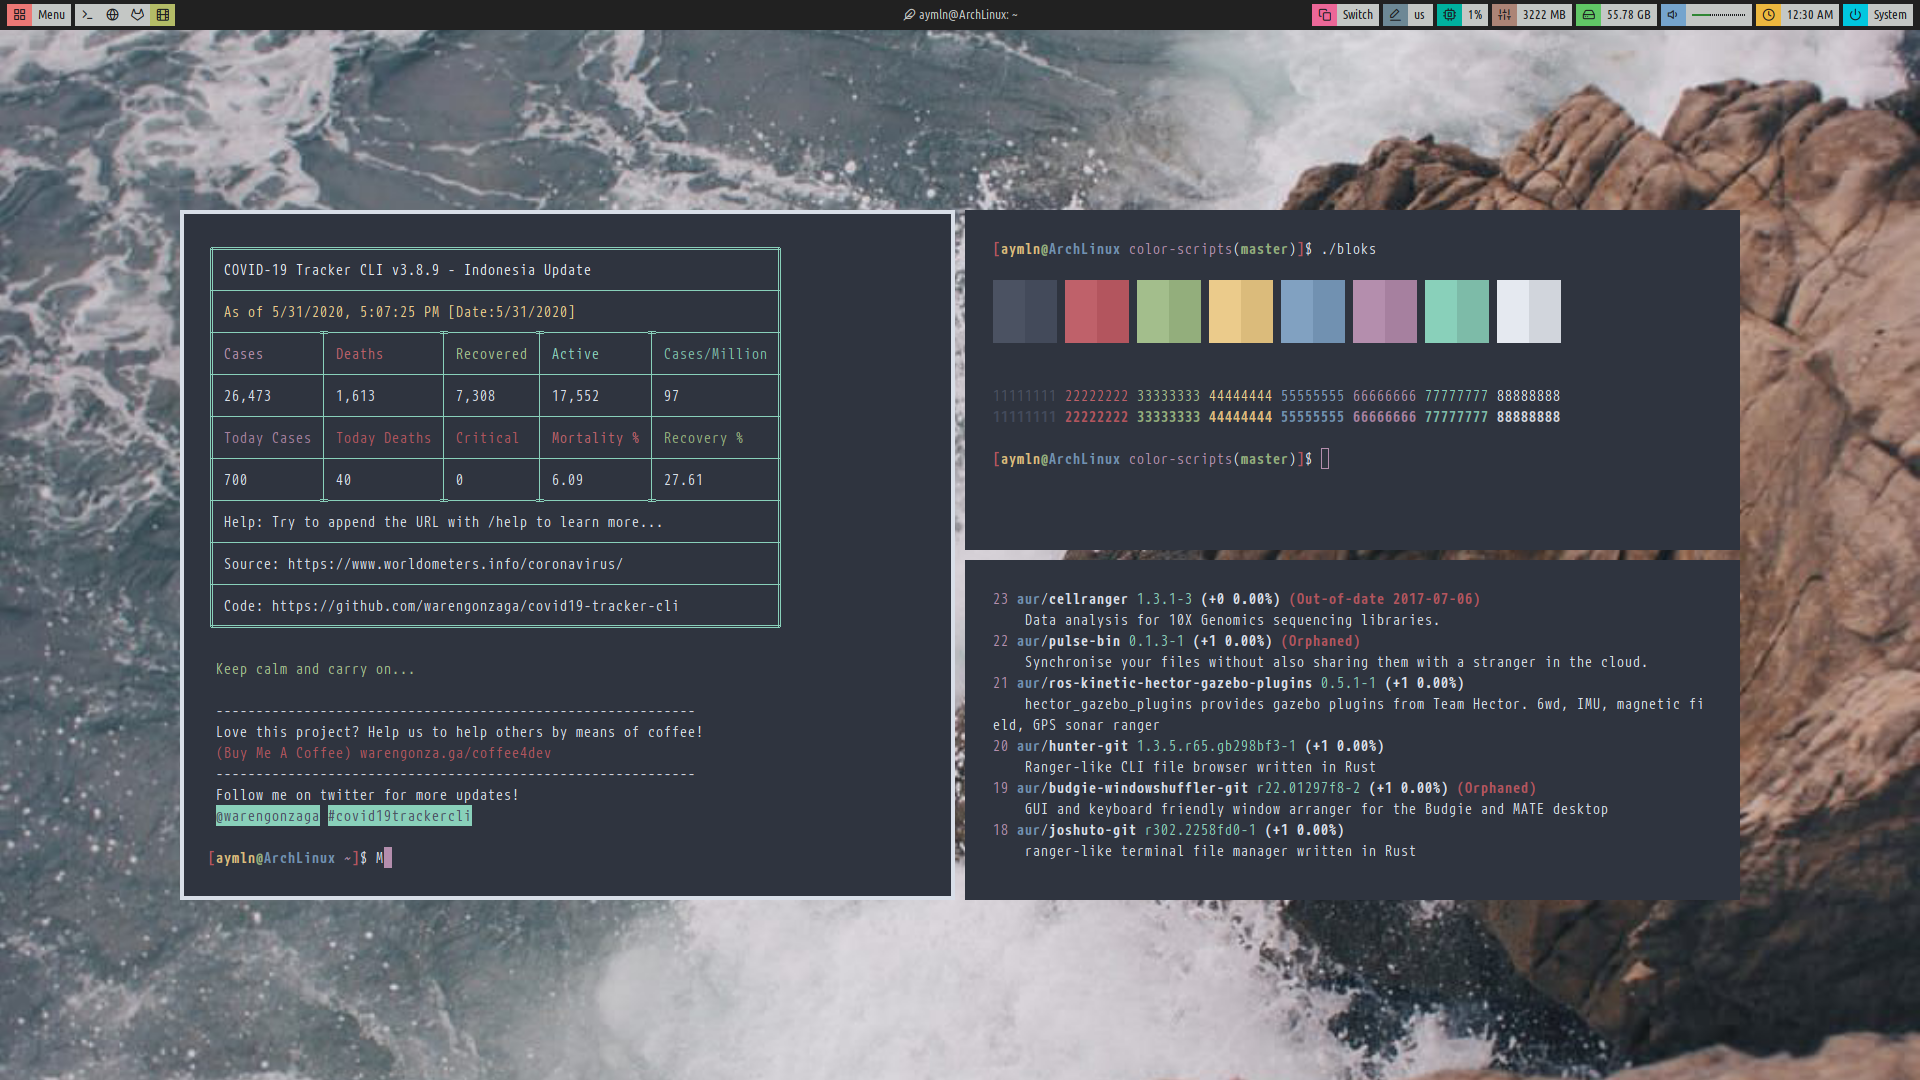 Menu
aymln@ArchLinux: ~
Switch us 1% 3222 MB 55.78 GB 12:30 AM System
COVID-19 Tracker CLI v3.8.9 - Indonesia Update
As of 5/31/2020, 5:07:25 PM [Date:5/31/2020]
Cases Deaths Recovered Active Cases/Million
26,473 1,613 7,308 17,552 97
Today Cases Today Deaths Critical Mortality % Recovery %
700 40 0 6.09 27.61
Help: Try to append the URL with /help to learn more...
Source: https://www.worldometers.info/coronavirus/
Code: https://github.com/warengonzaga/covid19-tracker-cli
Keep calm and carry on...
------------------------------------------------------------
Love this project? Help us to help others by means of coffee!
(Buy Me A Coffee) warengonza.ga/coffee4dev
------------------------------------------------------------
Follow me on twitter for more updates!
@warengonzaga #covid19trackercli
[aymln@ArchLinux ~]$ M
[aymln@ArchLinux color-scripts(master)]$ ./bloks
11111111 22222222 33333333 44444444 55555555 66666666 77777777 88888888
11111111 22222222 33333333 44444444 55555555 66666666 77777777 88888888
[aymln@ArchLinux color-scripts(master)]$
23 aur/cellranger 1.3.1-3 (+0 0.00%) (Out-of-date 2017-07-06)
Data analysis for 10X Genomics sequencing libraries.
22 aur/pulse-bin 0.1.3-1 (+1 0.00%) (Orphaned)
Synchronise your files without also sharing them with a stranger in the cloud.
21 aur/ros-kinetic-hector-gazebo-plugins 0.5.1-1 (+1 0.00%)
hector_gazebo_plugins provides gazebo plugins from Team Hector. 6wd, IMU, magnetic fi
eld, GPS sonar ranger
20 aur/hunter-git 1.3.5.r65.gb298bf3-1 (+1 0.00%)
Ranger-like CLI file browser written in Rust
19 aur/budgie-windowshuffler-git r22.01297f8-2 (+1 0.00%) (Orphaned)
GUI and keyboard friendly window arranger for the Budgie and MATE desktop
18 aur/joshuto-git r302.2258fd0-1 (+1 0.00%)
ranger-like terminal file manager written in Rust